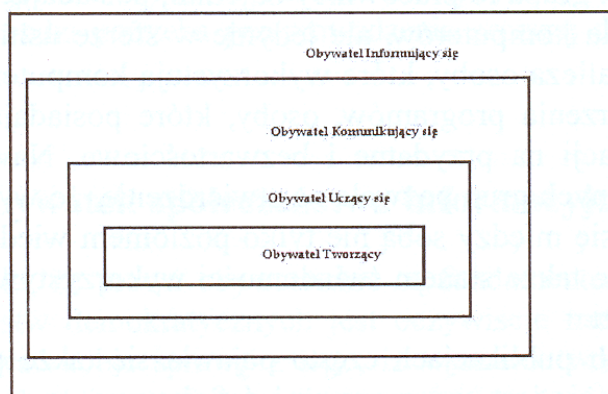 Obywatel Informujący się
Obywatel Komunikujący się
Obywatel Uczący się
Obywatel Tworzący